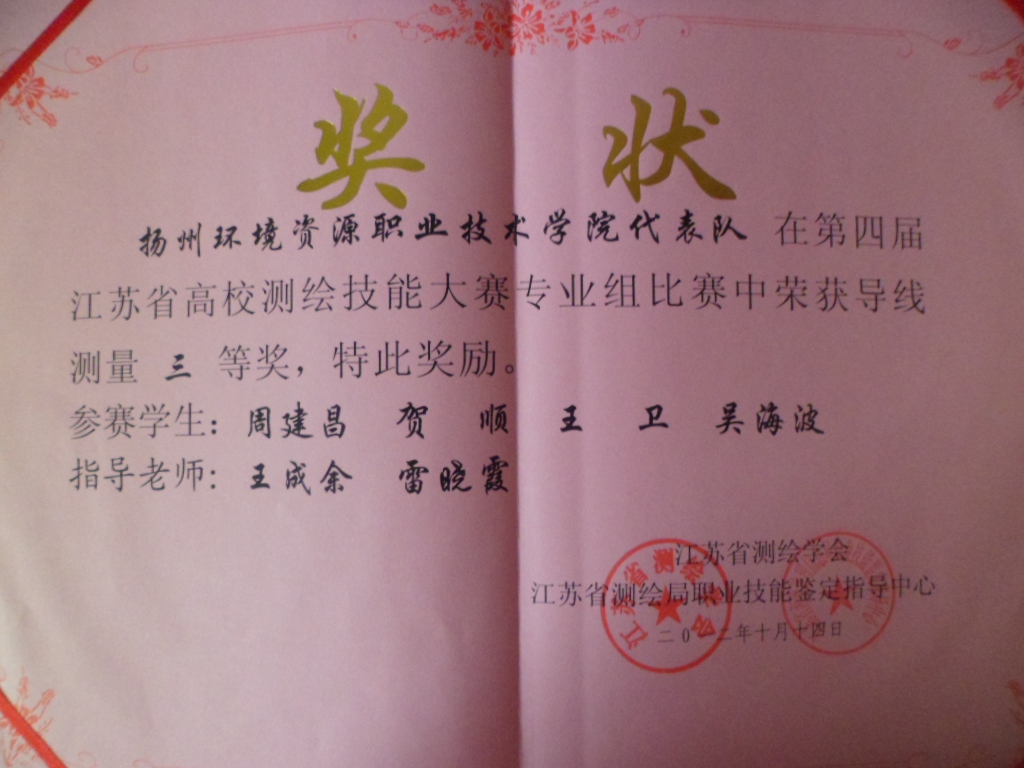 奖 状
扬州环境资源职业技术学院代表队 在第四届
江苏省高校测绘技能大赛专业组比赛中荣获导线
测量 三 等奖，特此奖励。
参赛学生：周建昌 贺 顺 王 卫 吴海波
指导老师：王成余 雷晓霞
江苏省测绘学会
江苏省测绘局职业技能鉴定指导中心
二〇一二年十月十四日